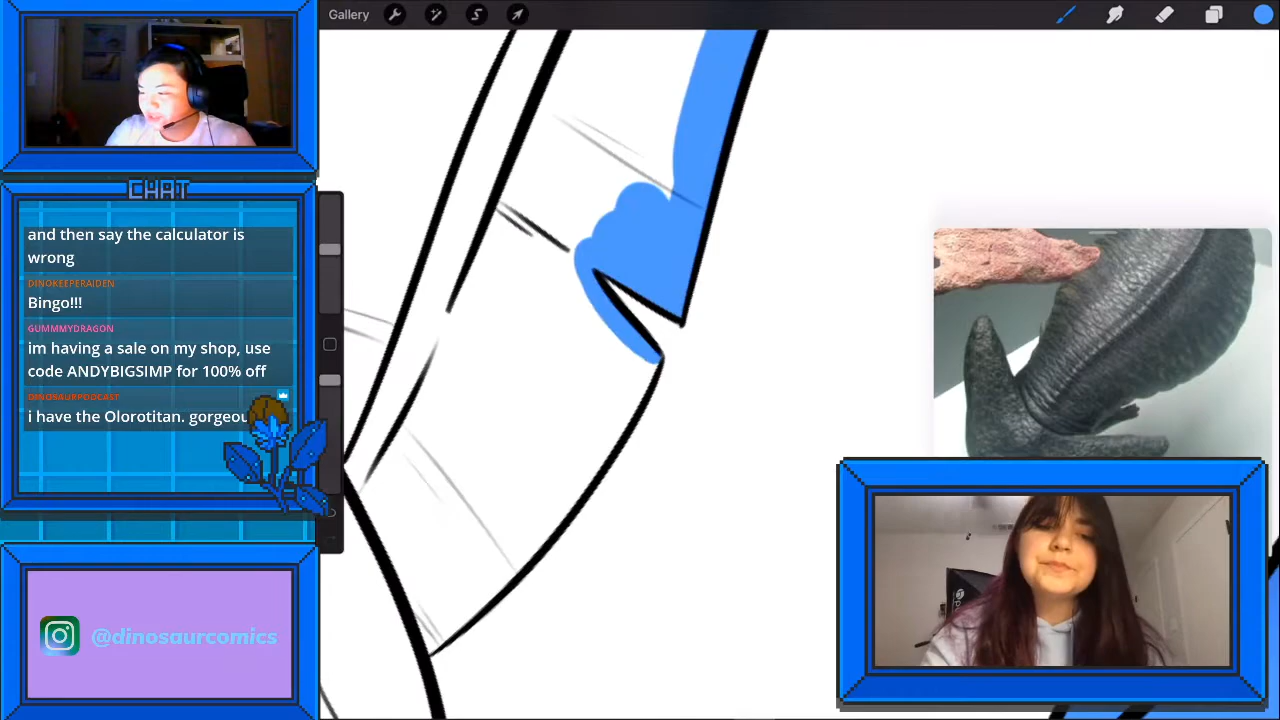 Gallery
CHAT
and then say the calculator is
wrong
DINOKEEPERAIDEN
Bingo!!!
GUMMMYDRAGON
im having a sale on my shop, use
code ANDYBIGSIMP for 100% off
DINOSAURPODCAST
i have the Olorotitan. gorgeou
@dinosaurcomics